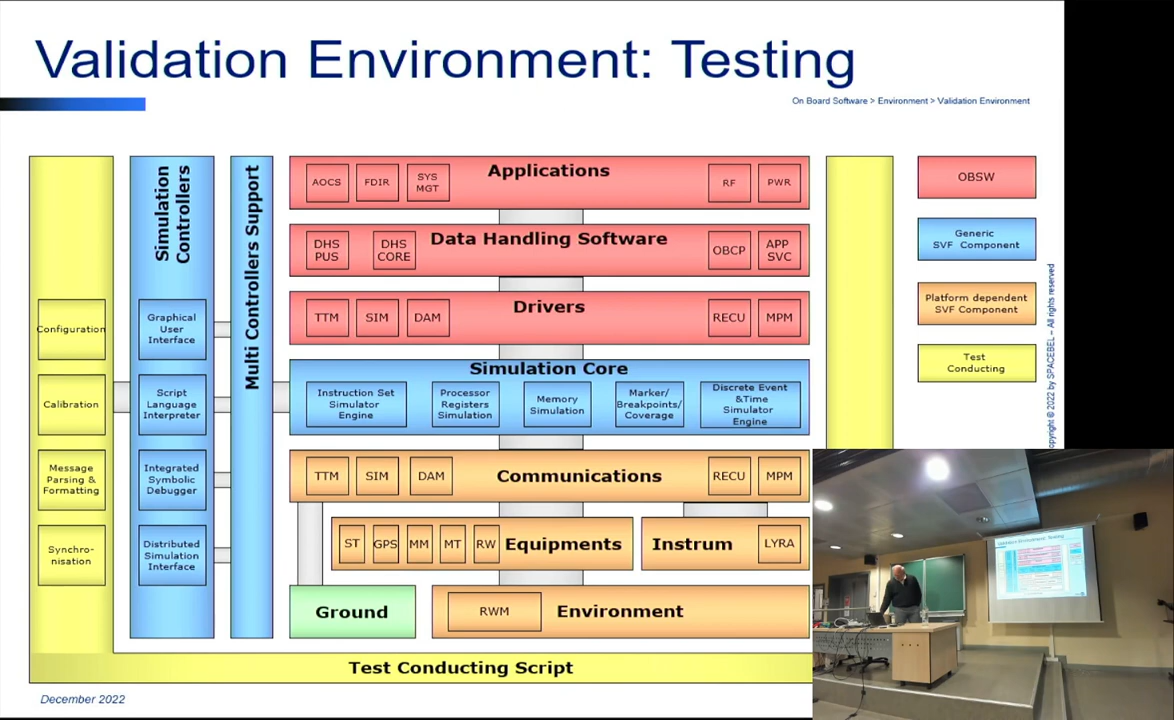 Validation Environment: Testing
On Board Software > Environment > Validation Environment
Configuration
Calibration
Message
Parsing &
Formatting
Synchro-
nisation
Simulation
Controllers
Graphical
User
Interface
Script
Language
Interpreter
Integrated
Symbolic
Debugger
Distributed
Simulation
Interface
Multi Controllers Support
Applications
AOCS
FDIR
SYS
MGT
RF
PWR
Data Handling Software
DHS
PUS
DHS
CORE
OBCP
APP
SVC
Drivers
TTM
SIM
DAM
RECU
MPM
Simulation Core
Instruction Set
Simulator
Engine
Processor
Registers
Simulation
Memory
Simulation
Marker/
Breakpoints/
Coverage
Discrete Event
&Time
Simulator
Engine
TTM
SIM
DAM
Communications
RECU
MPM
ST
GPS
MM
MT
RW
Equipments
Instrum
LYRA
Ground
RWM
Environment
Test Conducting Script
OBSW
Generic
SVF Component
Platform dependent
SVF Component
Test
Conducting
opyright @ 2022 by SPACEBEL – All rights reserved
December 2022
Validation Environment: Testing